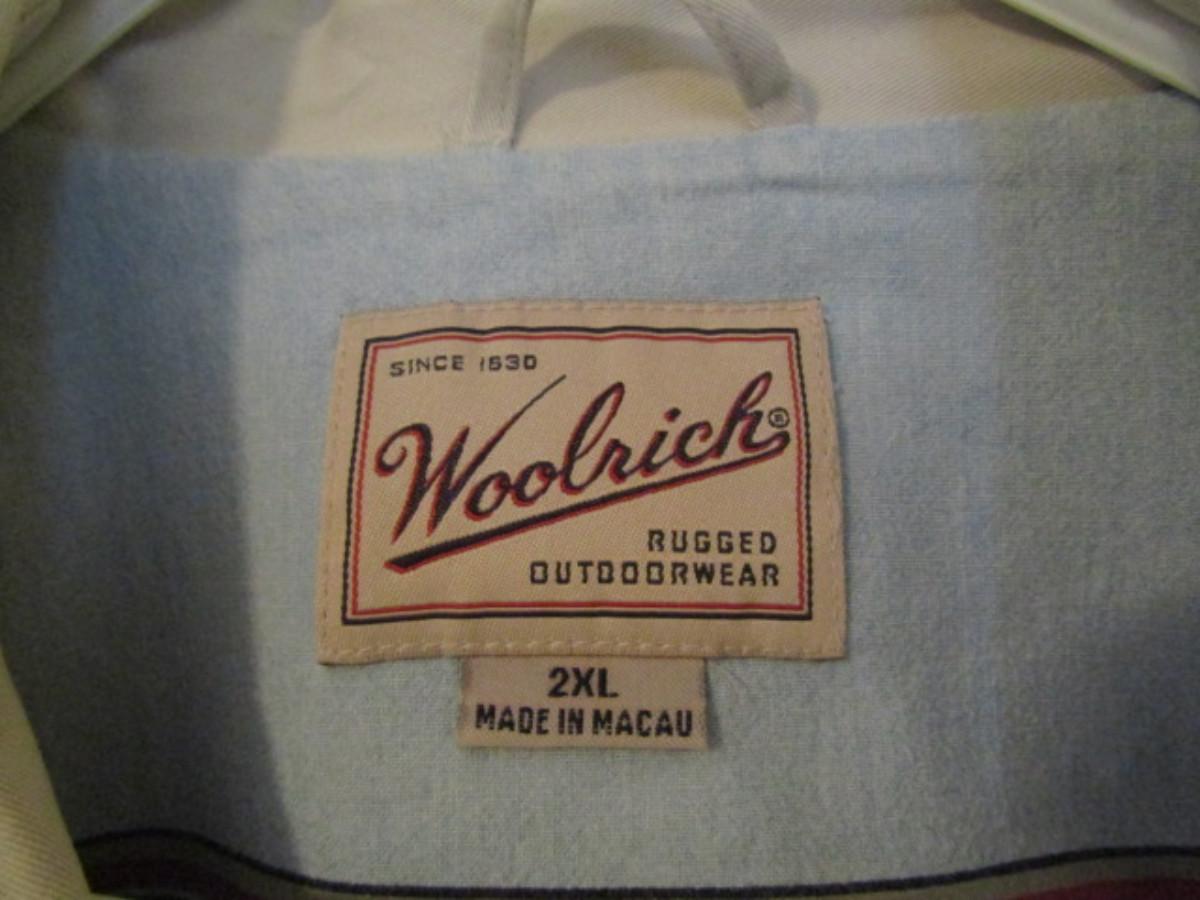 SINCE 1830
Woolrich®
RUGGED
OUTDOORWEAR
2XL
MADE IN MACAU